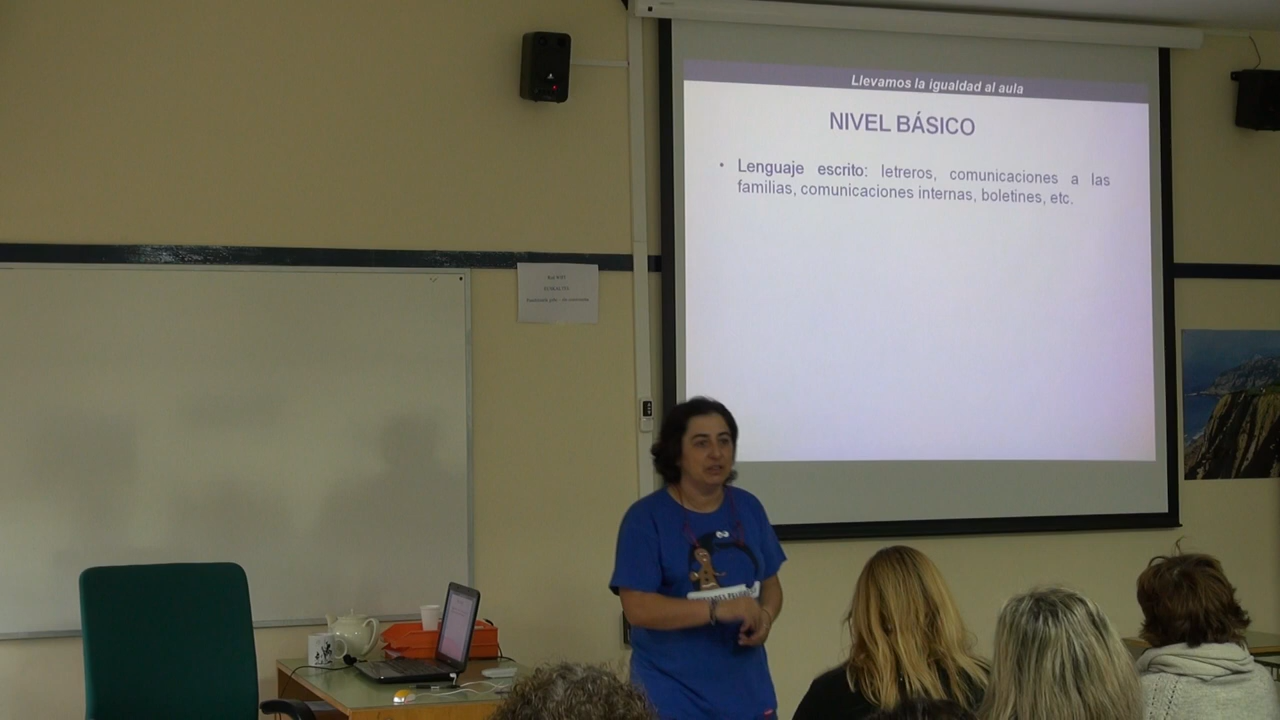 Llevamos la igualdad al aula
NIVEL BÁSICO
• Lenguaje escrito: letreros, comunicaciones a las
familias, comunicaciones internas, boletines, etc.